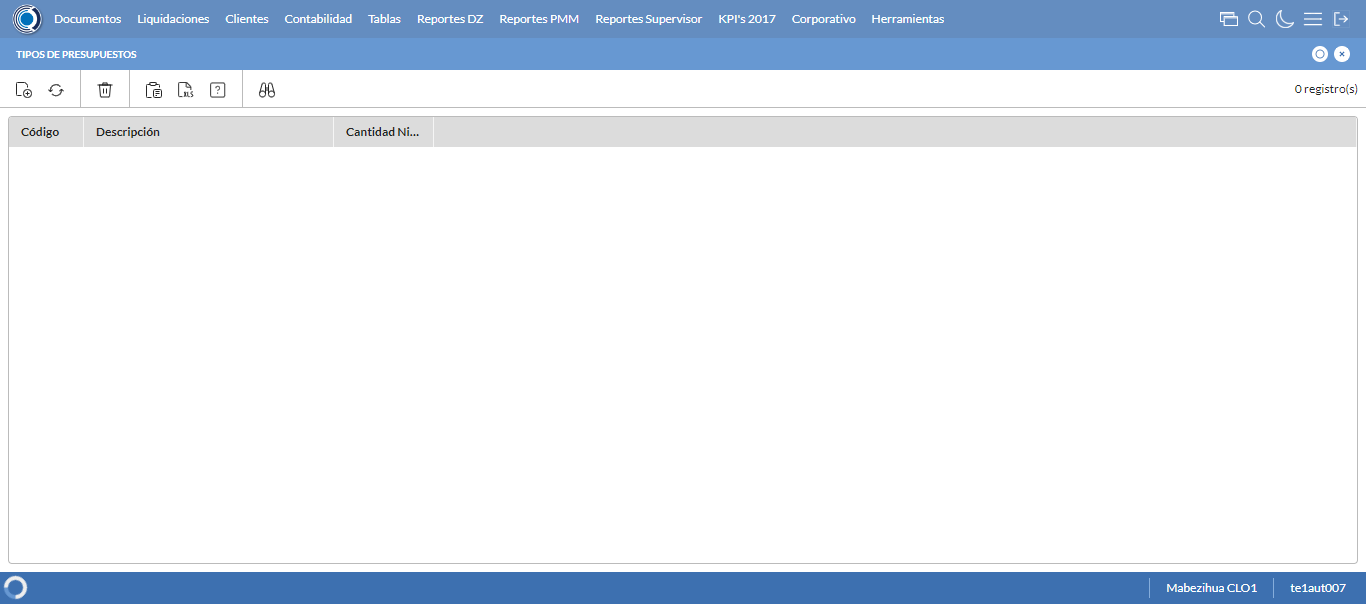 Documentos Liquidaciones Clientes Contabilidad Tablas Reportes DZ Reportes PMM Reportes Supervisor KPI's 2017 Corporativo Herramientas
TIPOS DE PRESUPUESTOS
XLS ? 0 registro(s)
Código Descripción Cantidad Ni...
Mabezihua CLO1 te1aut007